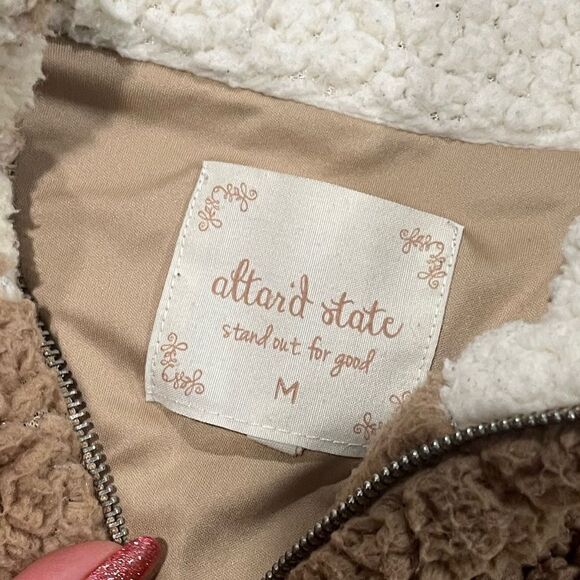 altar'd state
stand out. for good
M